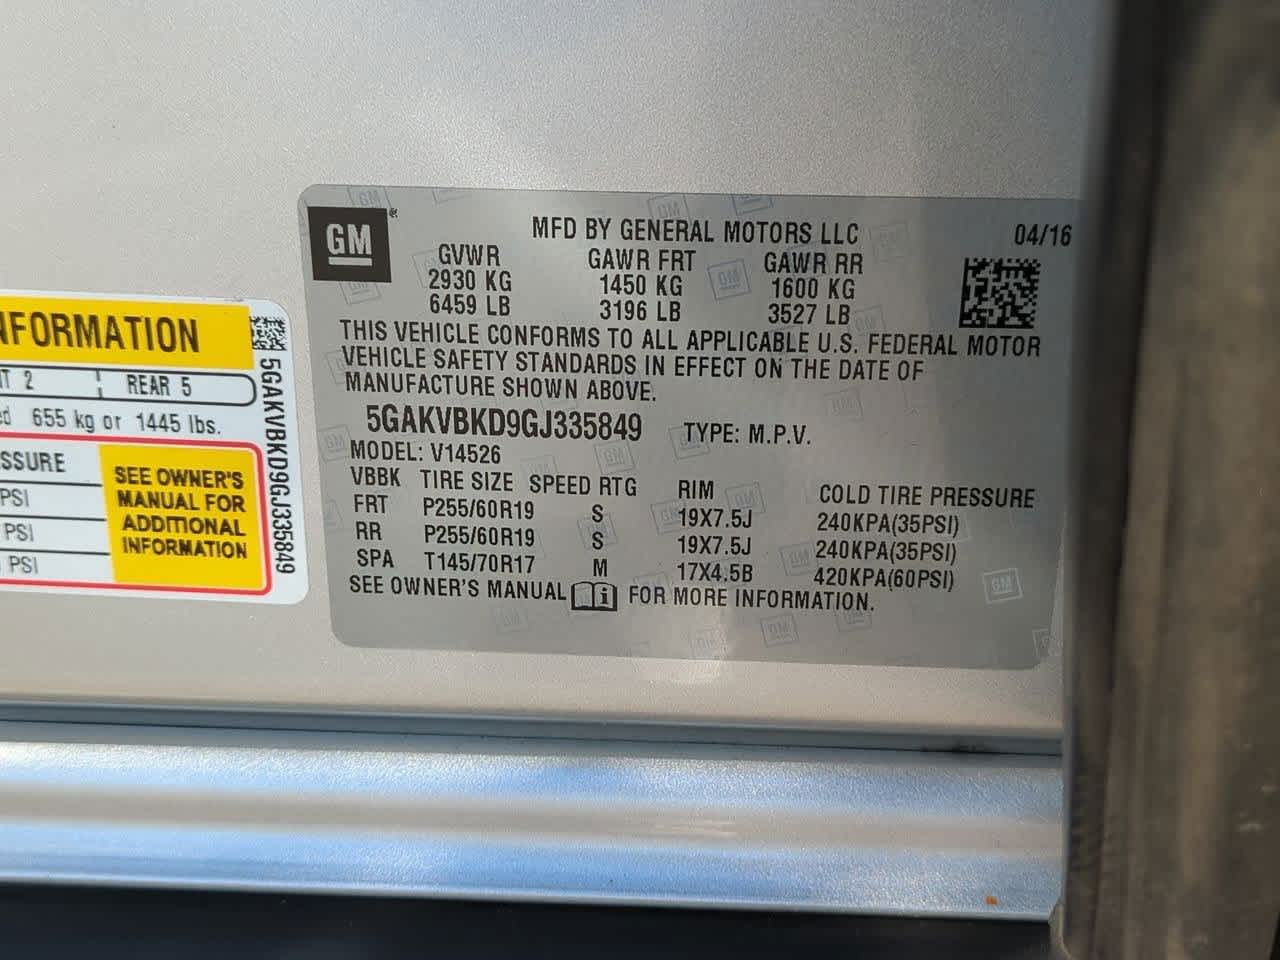 GM
MFD BY GENERAL MOTORS LLC 04/16
GVWR GAWR FRT GAWR RR
2930 KG 1450 KG 1600 KG
6459 LB 3196 LB 3527 LB
THIS VEHICLE CONFORMS TO ALL APPLICABLE U.S. FEDERAL MOTOR
VEHICLE SAFETY STANDARDS IN EFFECT ON THE DATE OF
MANUFACTURE SHOWN ABOVE.
5GAKVBKD9GJ335849 TYPE: M.P.V.
MODEL: V14526
VBBK TIRE SIZE SPEED RTG RIM COLD TIRE PRESSURE
FRT P255/60R19 S 19X7.5J 240KPA(35PSI)
RR P255/60R19 S 19X7.5J 240KPA(35PSI)
SPA T145/70R17 M 17X4.5B 420KPA(60PSI)
SEE OWNER'S MANUAL i FOR MORE INFORMATION.
NFORMATION
NT 2 REAR 5
ed 655 kg or 1445 lbs.
SSURE
PSI
PSI
PSI
SEE OWNER'S
MANUAL FOR
ADDITIONAL
INFORMATION
5GAKVBKD9GJ335849